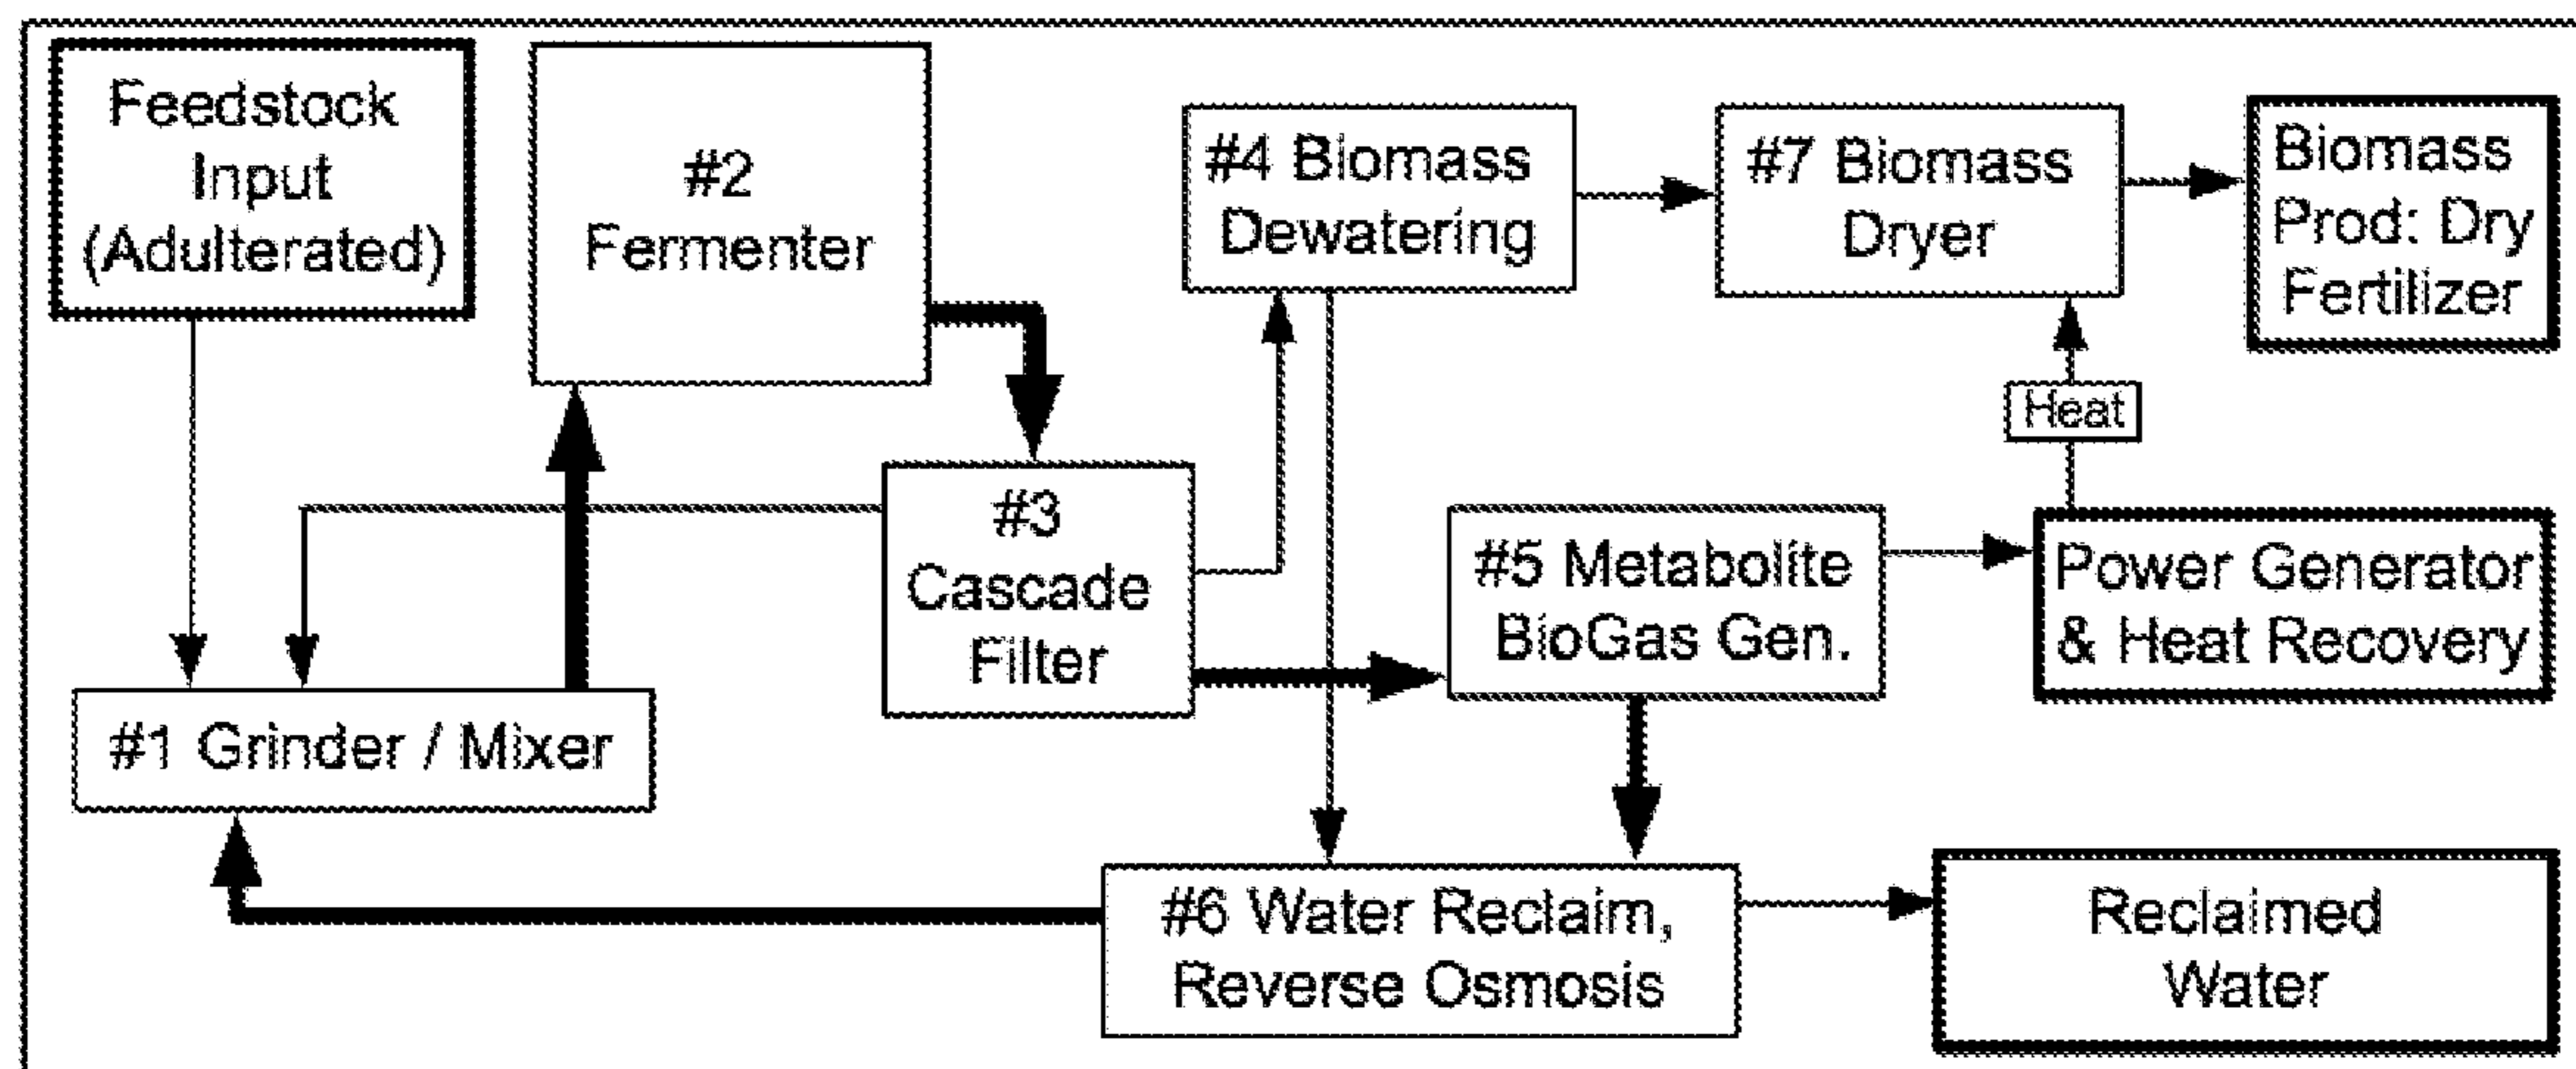 Feedstock
Input
(Adulterated)
#2
Fermenter
#4 Biomass
Dewatering
#7 Biomass
Dryer
Biomass
Prod: Dry
Fertilizer
Heat
#3
Cascade
Filter
#5 Metabolite
BioGas Gen.
Power Generator
& Heat Recovery
#1 Grinder / Mixer
#6 Water Reclaim,
Reverse Osmosis
Reclaimed
Water